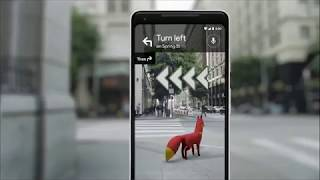 Turn left
on Spring St
Then